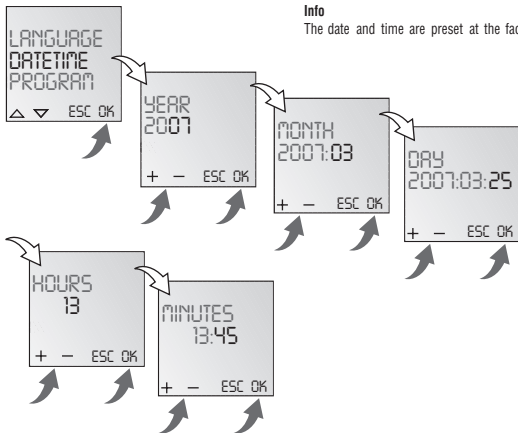 Info
The date and time are preset at the
LANGUAGE
DATETIME
PROGRAM
△ ▽ ESC OK
YEAR
2007
+ − ESC OK
MONTH
2007:03
+ − ESC OK
DAY
2007:03:25
+ − ESC OK
HOURS
13
+ − ESC OK
MINUTES
13:45
+ − ESC OK